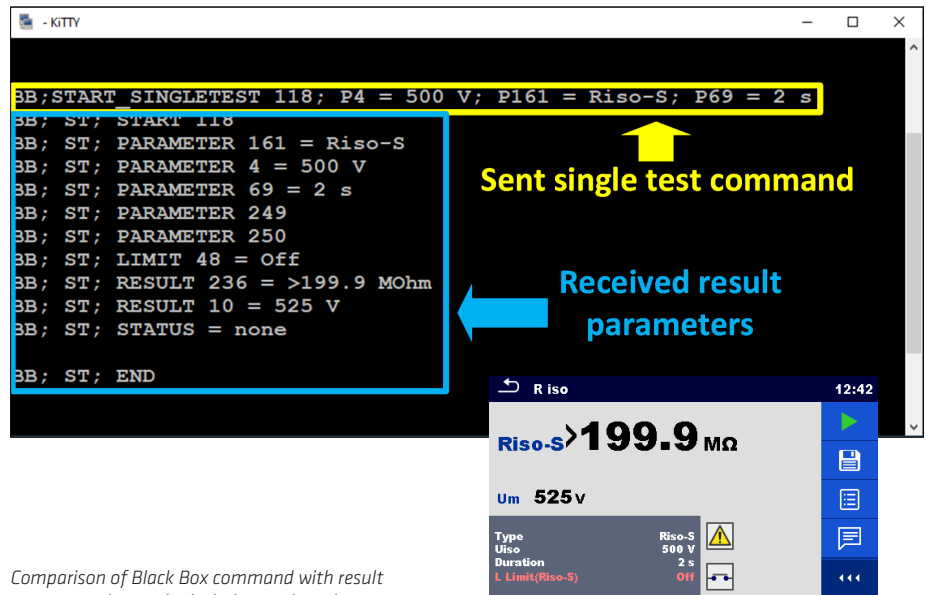 - KiTTY
BB;START_SINGLETEST 118; P4 = 500 V; P161 = Riso-S; P69 = 2 s
BB; ST; START 118
BB; ST; PARAMETER 161 = Riso-S
BB; ST; PARAMETER 4 = 500 V
BB; ST; PARAMETER 69 = 2 s
BB; ST; PARAMETER 249
BB; ST; PARAMETER 250
BB; ST; LIMIT 48 = Off
BB; ST; RESULT 236 = >199.9 MOhm
BB; ST; RESULT 10 = 525 V
BB; ST; STATUS = none
BB; ST; END
Sent single test command
Received result
parameters
R iso 12:42
Riso-S >199.9 MΩ
Um 525 V
Type Riso-S
Uiso 500 V
Duration 2 s
L Limit(Riso-S) Off
Comparison of Black Box command with result